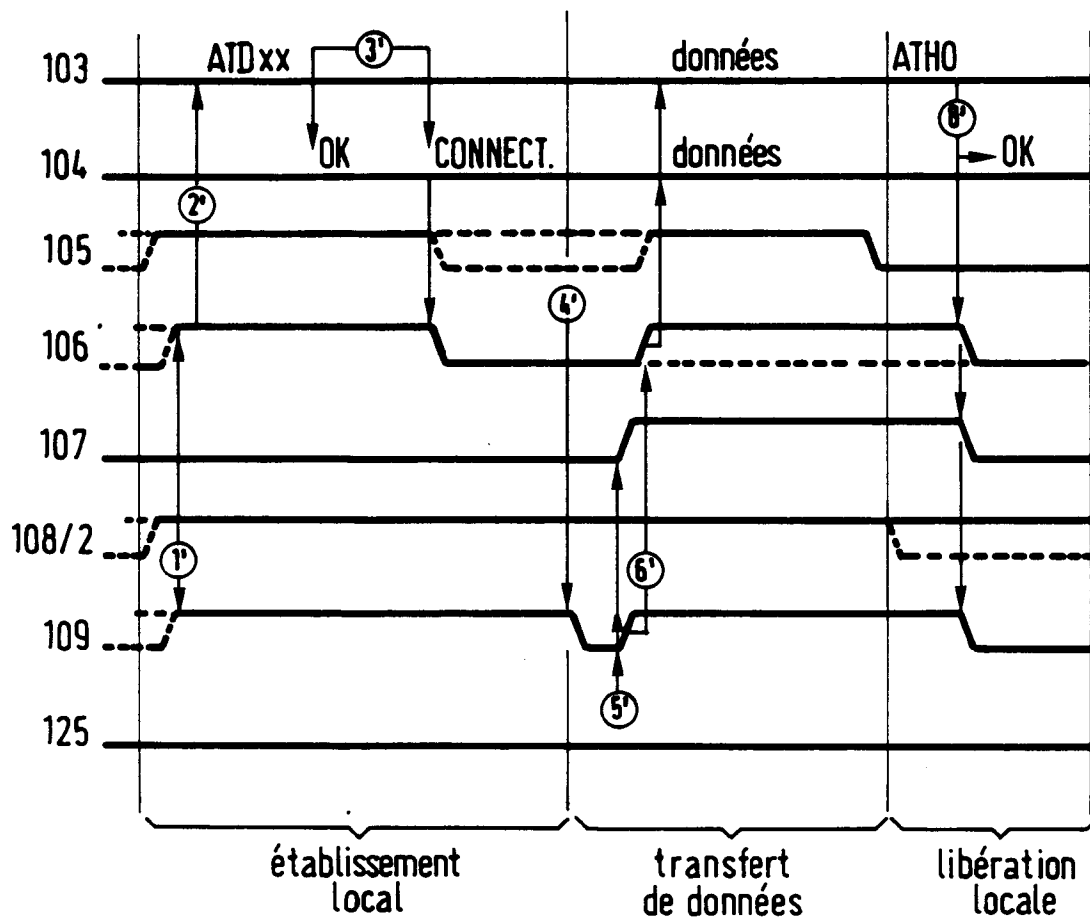 103 ATDxx 3' données ATHO
8'
104 OK CONNECT. données OK
2'
105
4'
106
107
108/2
1'
6'
109
5'
125
établissement local
transfert de données
libération locale